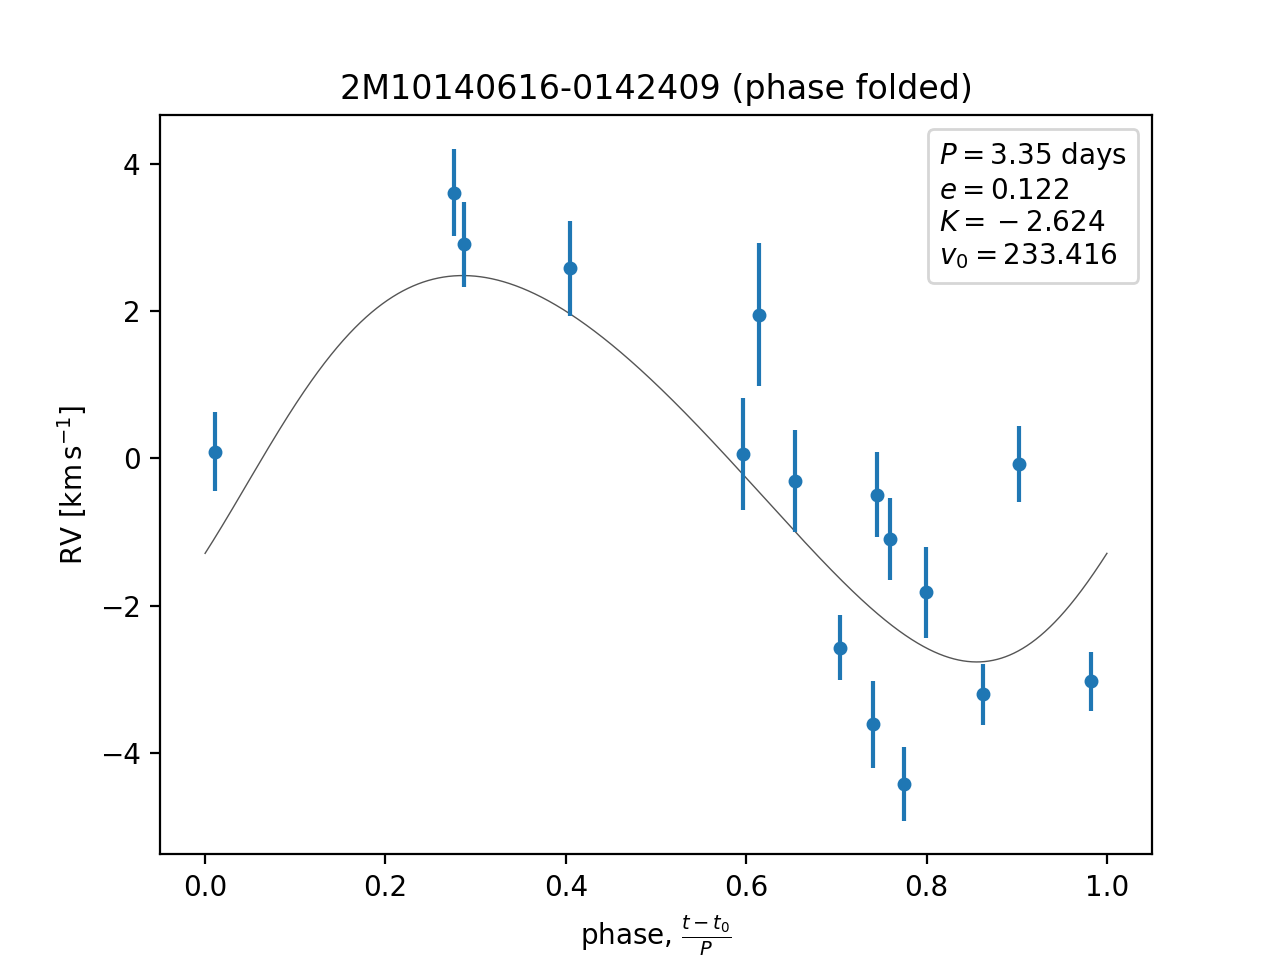 2M10140616-0142409 (phase folded)
P = 3.35 days
e = 0.122
K = −2.624
v₀ = 233.416
4
2
0
−2
−4
RV [km s⁻¹]
0.0 0.2 0.4 0.6 0.8 1.0
phase, (t − t₀)/P